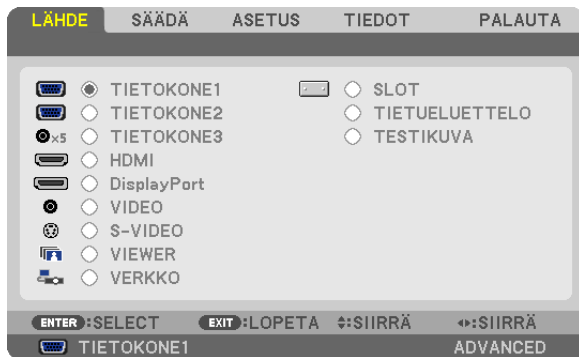 LÄHDE SÄÄDÄ ASETUS TIEDOT PALAUTA
TIETOKONE1
TIETOKONE2
×5 TIETOKONE3
HDMI
DisplayPort
VIDEO
S-VIDEO
VIEWER
VERKKO
SLOT
TIETUELUETTELO
TESTIKUVA
ENTER:SELECT EXIT:LOPETA :SIIRRÄ :SIIRRÄ
TIETOKONE1 ADVANCED